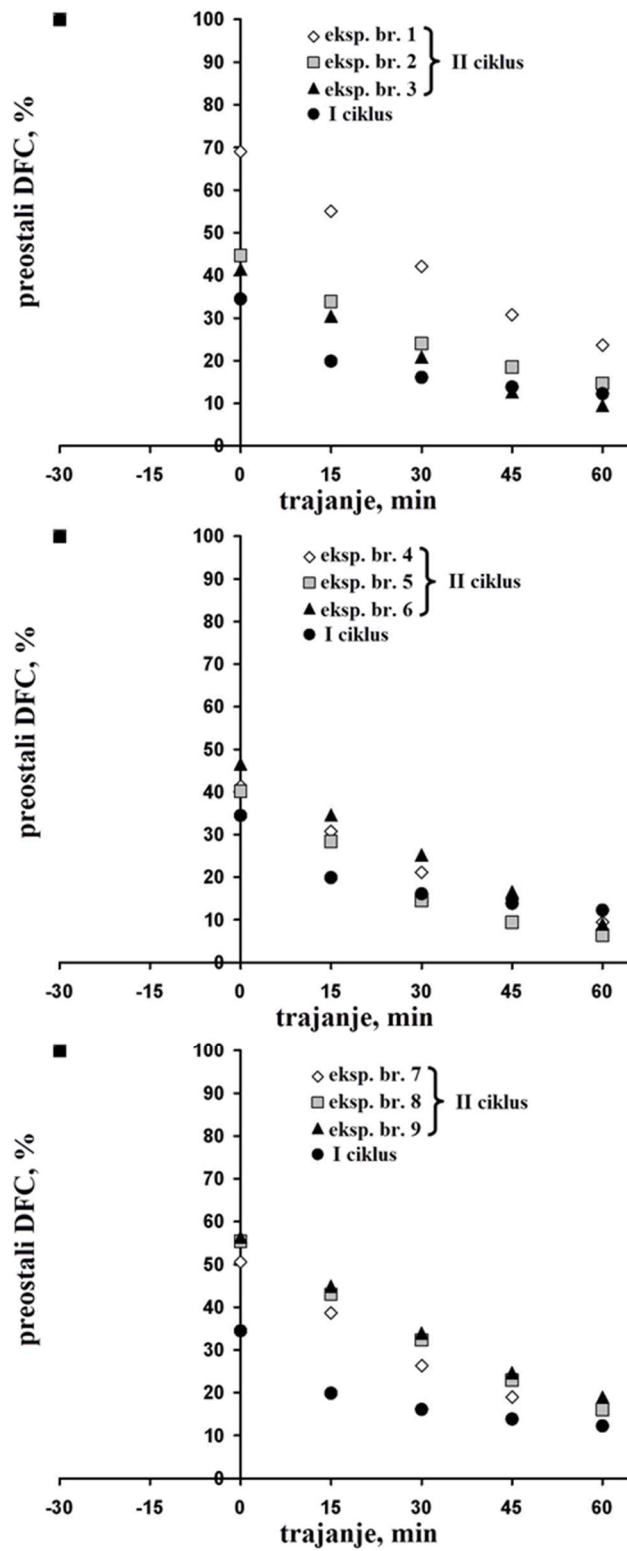 100
90
80
70
60
50
40
30
20
10
0
preostali DFC, %
eksp. br. 1
eksp. br. 2
eksp. br. 3
II ciklus
I ciklus
-30 -15 0 15 30 45 60
trajanje, min
100
90
80
70
60
50
40
30
20
10
0
preostali DFC, %
eksp. br. 4
eksp. br. 5
eksp. br. 6
II ciklus
I ciklus
-30 -15 0 15 30 45 60
trajanje, min
100
90
80
70
60
50
40
30
20
10
0
preostali DFC, %
eksp. br. 7
eksp. br. 8
eksp. br. 9
II ciklus
I ciklus
-30 -15 0 15 30 45 60
trajanje, min